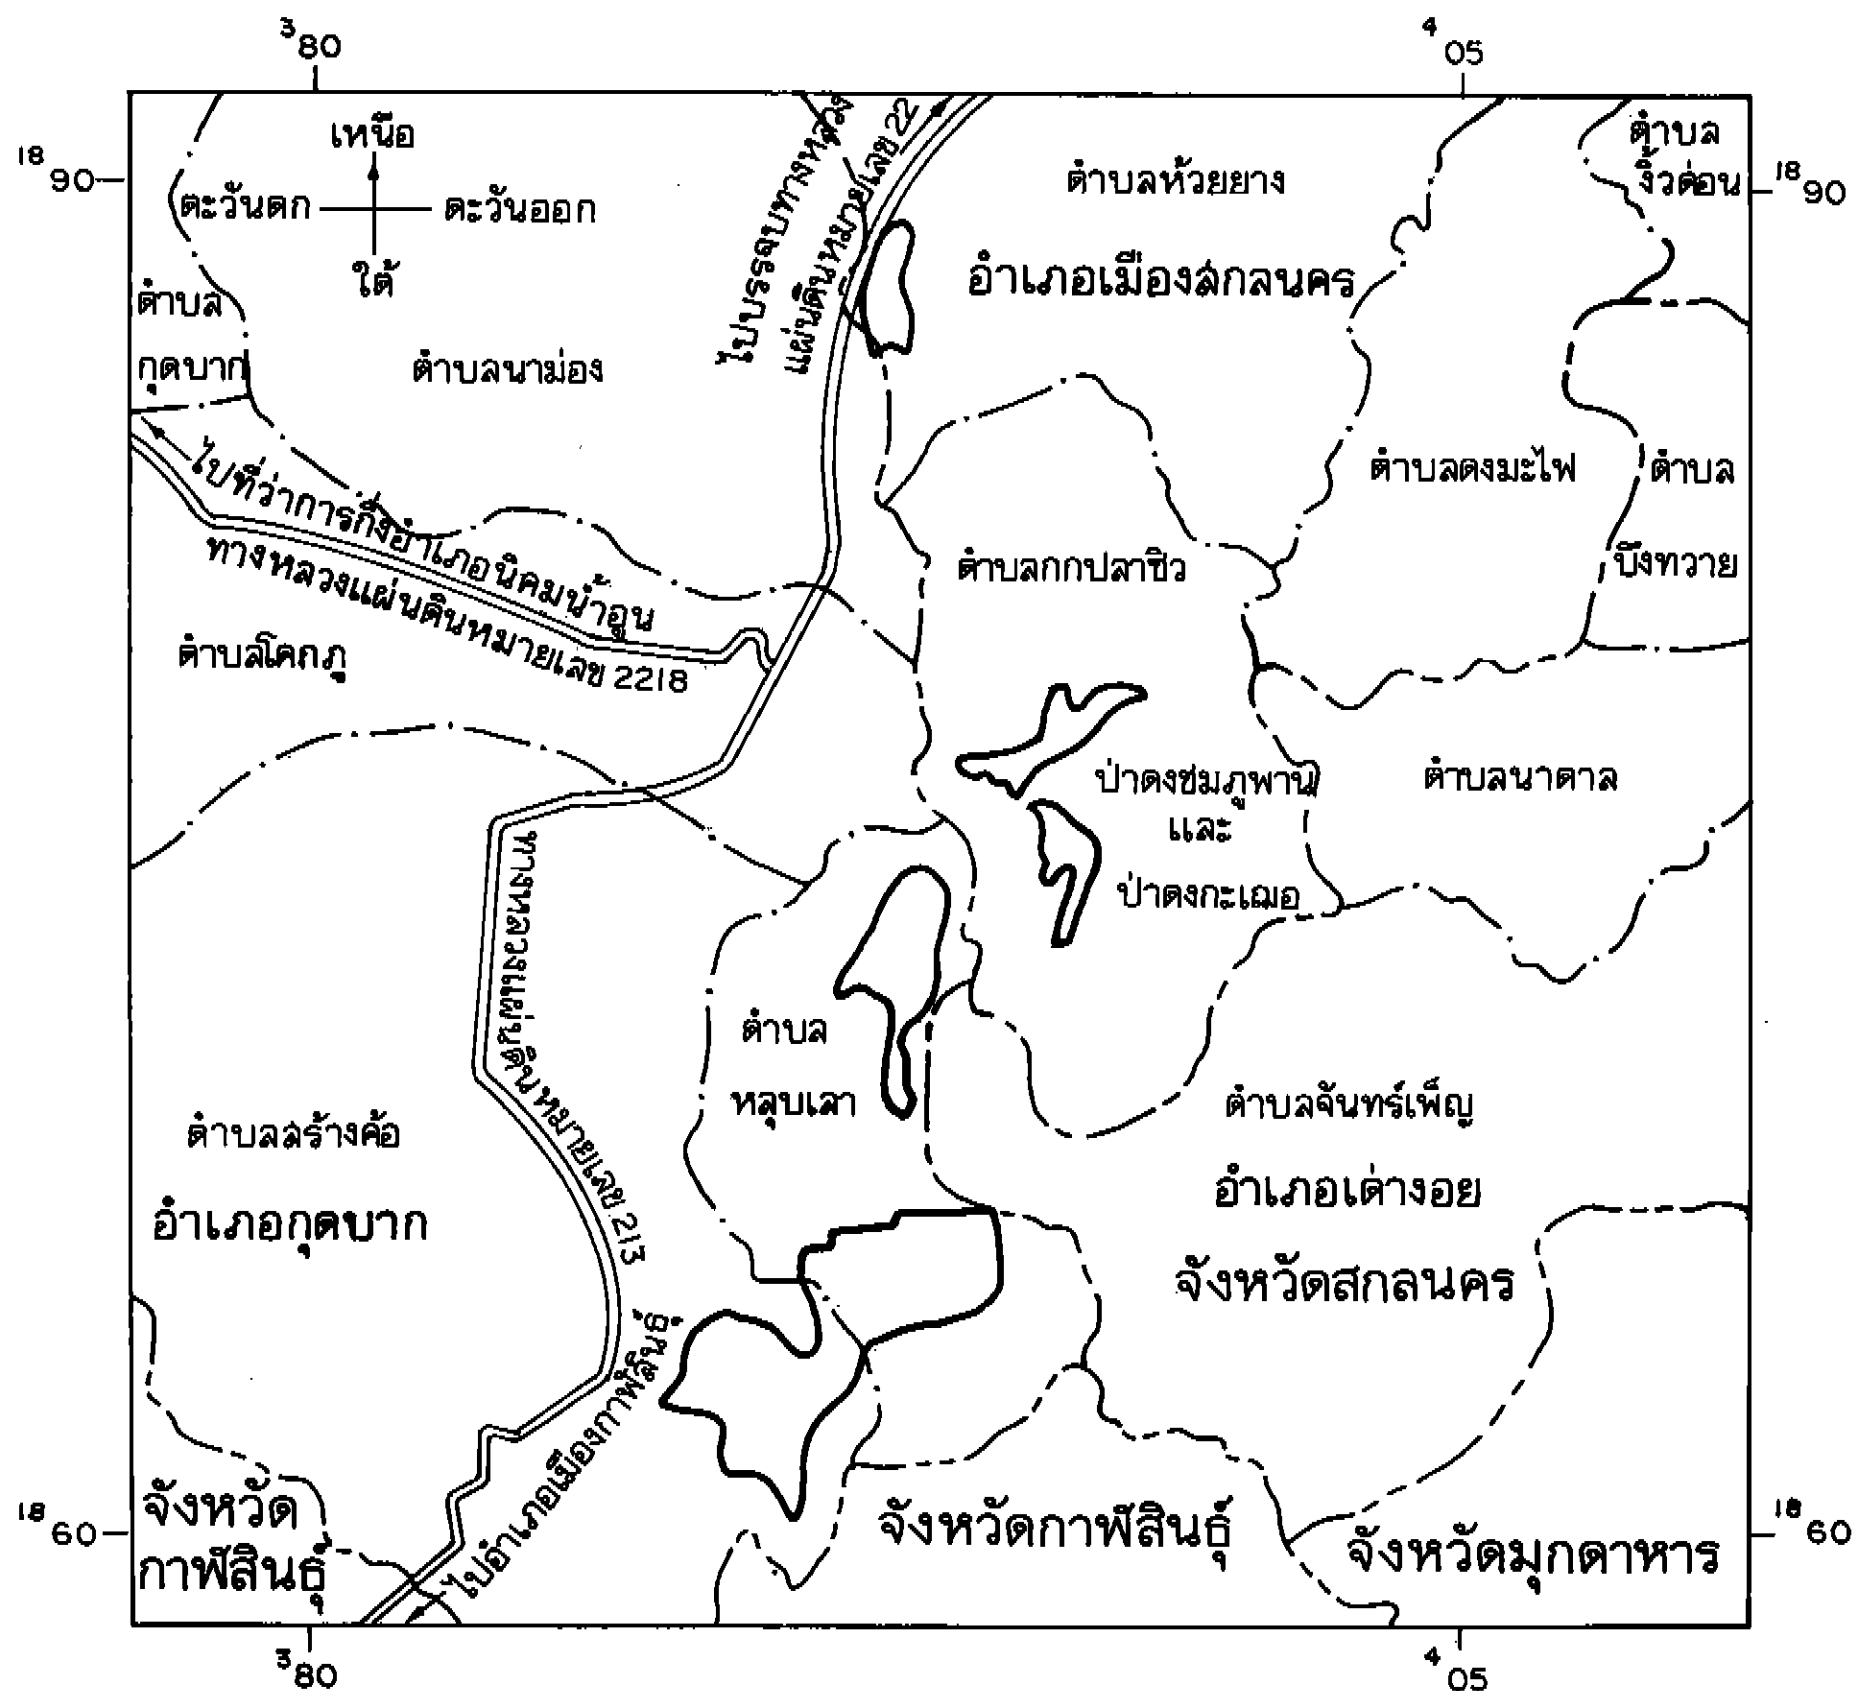 ³80
⁴05
¹⁸90
¹⁸90
เหนือ
ตะวันตก
ตะวันออก
ใต้
ไปบรรจบทางหลวง
แผ่นดินหมายเลข 22
ตำบลห้วยยาง
อำเภอเมืองสกลนคร
ตำบล
งิ้วด่อน
ตำบล
กุดบาก
ตำบลนาม่อง
ตำบลดงมะไฟ
ตำบล
บึงทวาย
ไปที่ว่าการกิ่งอำเภอนิคมน้ำอูน
ทางหลวงแผ่นดินหมายเลข 2218
ตำบลกกปลาซิว
ตำบลโคกภู
ป่าดงชมภูพาน
และ
ป่าดงกะเฌอ
ตำบลนาตาล
ทางหลวงแผ่นดินหมายเลข 213
ตำบล
หลุบเลา
ตำบลสร้างค้อ
อำเภอกุดบาก
ตำบลจันทร์เพ็ญ
อำเภอเต่างอย
จังหวัดสกลนคร
ไปอำเภอเมืองกาฬสินธุ์
จังหวัด
กาฬสินธุ์
จังหวัดกาฬสินธุ์
จังหวัดมุกดาหาร
¹⁸60
¹⁸60
³80
⁴05